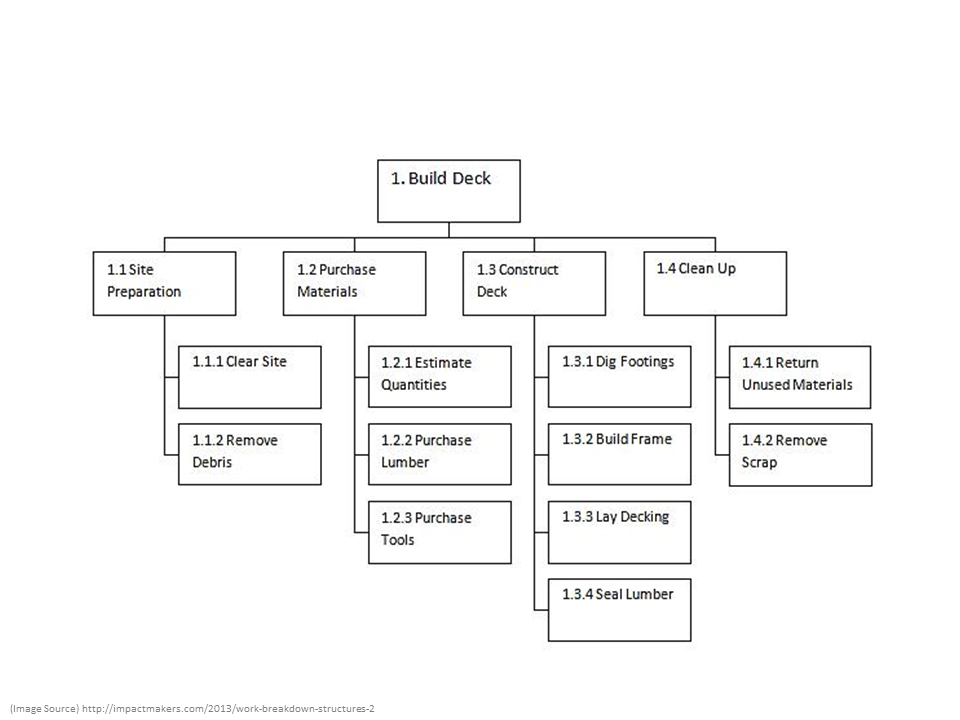 1. Build Deck
1.1 Site
Preparation
1.2 Purchase
Materials
1.3 Construct
Deck
1.4 Clean Up
1.1.1 Clear Site
1.1.2 Remove
Debris
1.2.1 Estimate
Quantities
1.2.2 Purchase
Lumber
1.2.3 Purchase
Tools
1.3.1 Dig Footings
1.3.2 Build Frame
1.3.3 Lay Decking
1.3.4 Seal Lumber
1.4.1 Return
Unused Materials
1.4.2 Remove
Scrap
(Image Source) http://impactmakers.com/2013/work-breakdown-structures-2